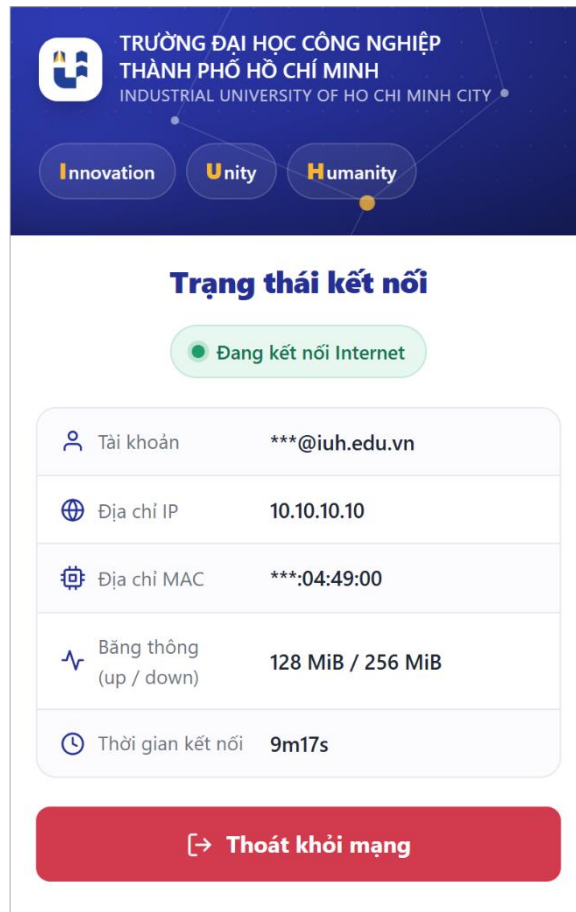 TRƯỜNG ĐẠI HỌC CÔNG NGHIỆP
THÀNH PHỐ HỒ CHÍ MINH
INDUSTRIAL UNIVERSITY OF HO CHI MINH CITY
Innovation Unity Humanity
Trạng thái kết nối
Đang kết nối Internet
Tài khoản ***@iuh.edu.vn
Địa chỉ IP 10.10.10.10
Địa chỉ MAC ***:04:49:00
Băng thông
(up / down) 128 MiB / 256 MiB
Thời gian kết nối 9m17s
Thoát khỏi mạng